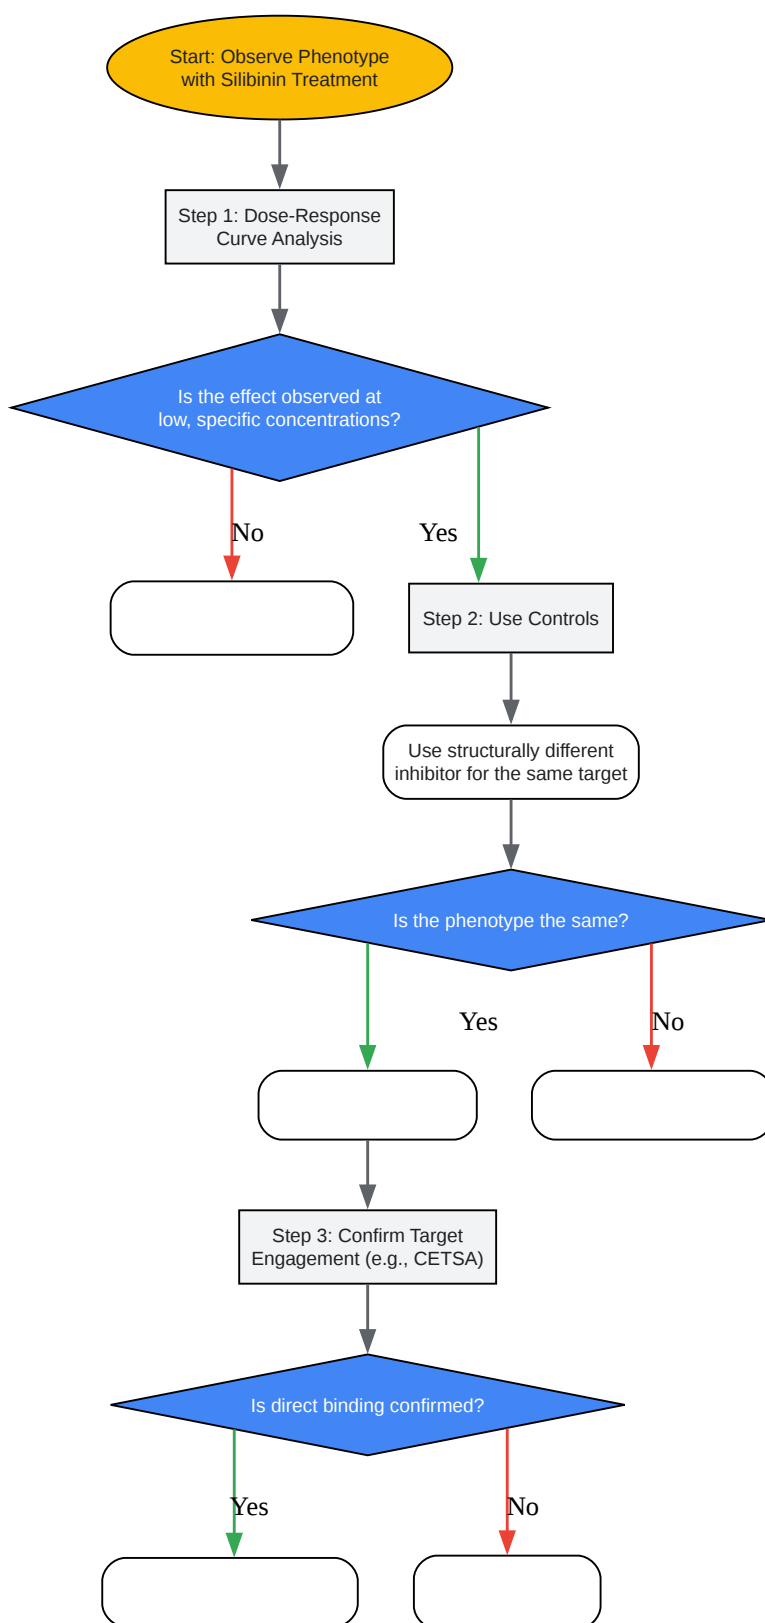 Start: Observe Phenotype
with Silibinin Treatment
Step 1: Dose-Response
Curve Analysis
Is the effect observed at
low, specific concentrations?
No
Yes
Step 2: Use Controls
Use structurally different
inhibitor for the same target
Is the phenotype the same?
Yes
No
Step 3: Confirm Target
Engagement (e.g., CETSA)
Is direct binding confirmed?
Yes
No